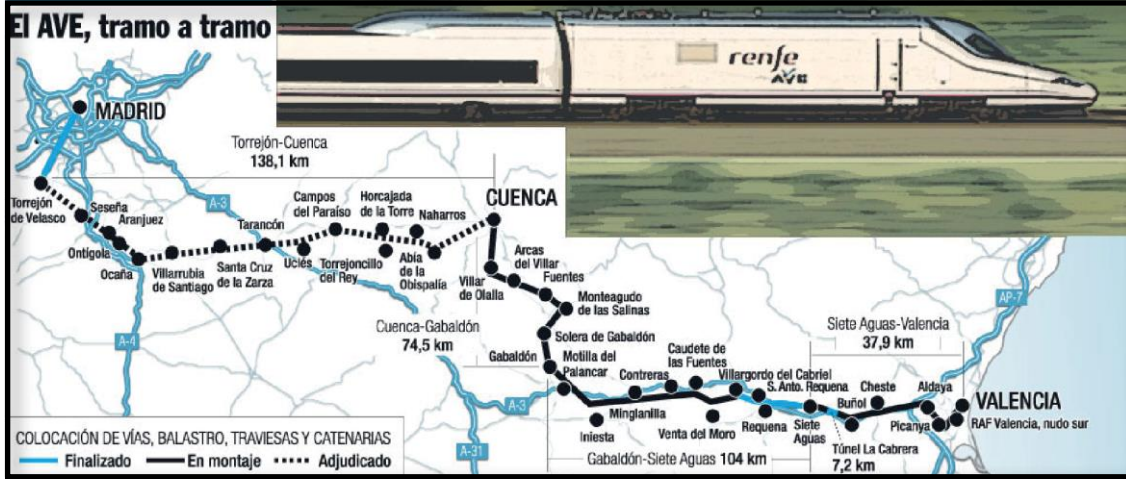 El AVE, tramo a tramo
renfe
AVE
MADRID
Torrejón-Cuenca
138,1 km
A-3
CUENCA
Torrejón
de Velasco
Seseña
Aranjuez
Ontígola
Ocaña
Villarrubia
de Santiago
Santa Cruz
de la Zarza
Tarancón
Uclés
Campos
del Paraíso
Torrejoncillo
del Rey
Horcajada
de la Torre
Naharros
Abía
de la
Obispalía
Villar
de Olalla
Arcas
del Villar
Fuentes
Monteagudo
de las Salinas
Solera de Gabaldón
Cuenca-Gabaldón
74,5 km
Gabaldón
Motilla del
Palancar
A-4
A-3
A-31
Iniesta
Minglanilla
Contreras
Caudete de
las Fuentes
Venta del Moro
Villargordo del Cabriel
S. Anto. Requena
Requena
Siete
Aguas
Gabaldón-Siete Aguas 104 km
Siete Aguas-Valencia
37,9 km
AP-7
Buñol
Cheste
Aldaya
Picanya
VALENCIA
RAF Valencia, nudo sur
Túnel La Cabrera
7,2 km
COLOCACIÓN DE VÍAS, BALASTRO, TRAVIESAS Y CATENARIAS
Finalizado
En montaje
Adjudicado